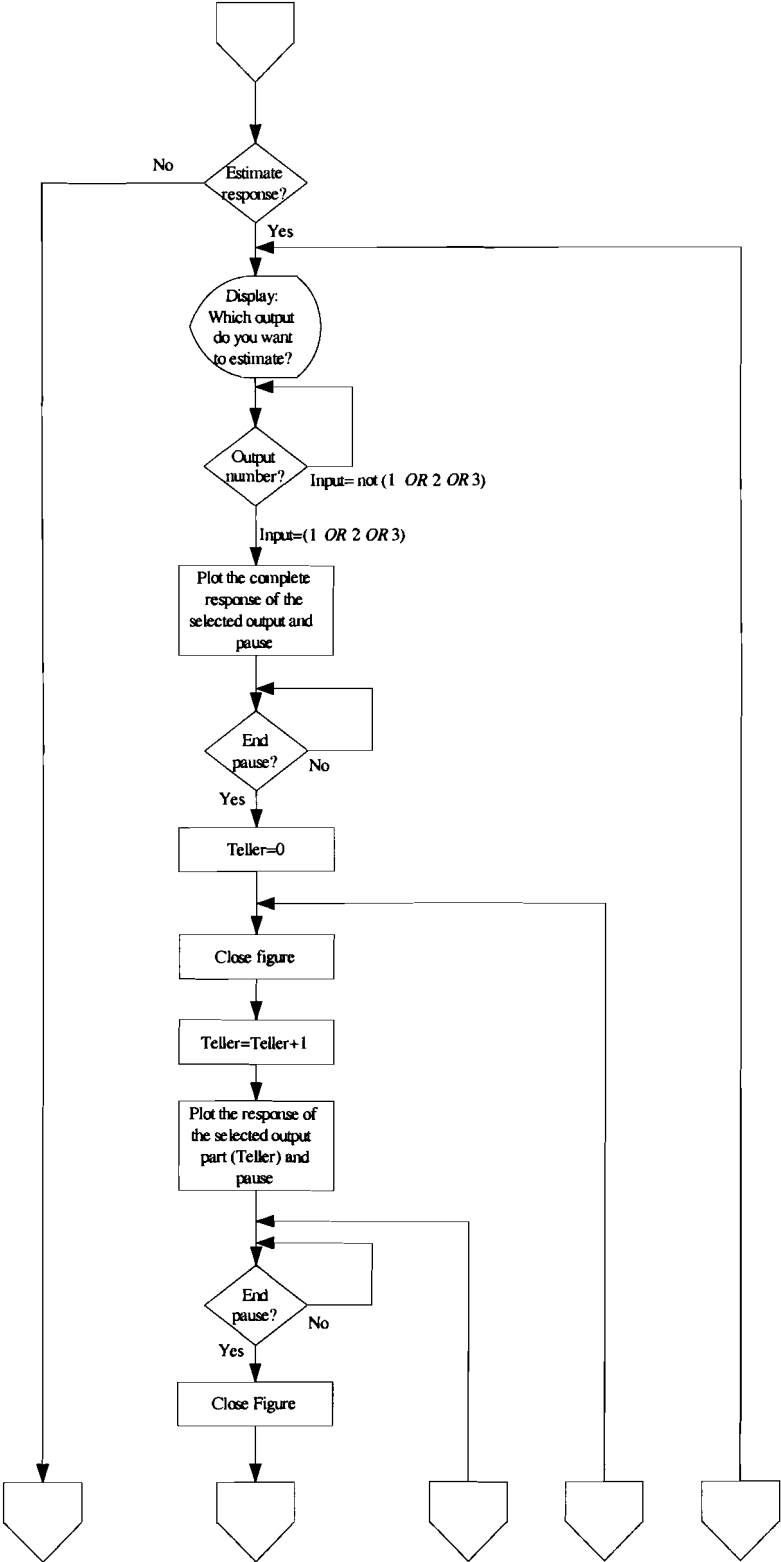 No
Estimate
response?
Yes
Display:
Which output
do you want
to estimate?
Output
number?
Input= not (1 OR 2 OR 3)
Input=(1 OR 2 OR 3)
Plot the complete
response of the
selected output and
pause
End
pause?
No
Yes
Teller=0
Close figure
Teller=Teller+1
Plot the response of
the selected output
part (Teller) and
pause
End
pause?
No
Yes
Close Figure